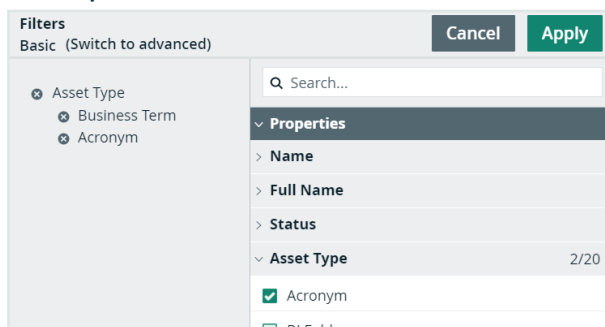 Filters
Basic (Switch to advanced)
Cancel
Apply
Asset Type
Business Term
Acronym
Search...
Properties
Name
Full Name
Status
Asset Type 2/20
Acronym